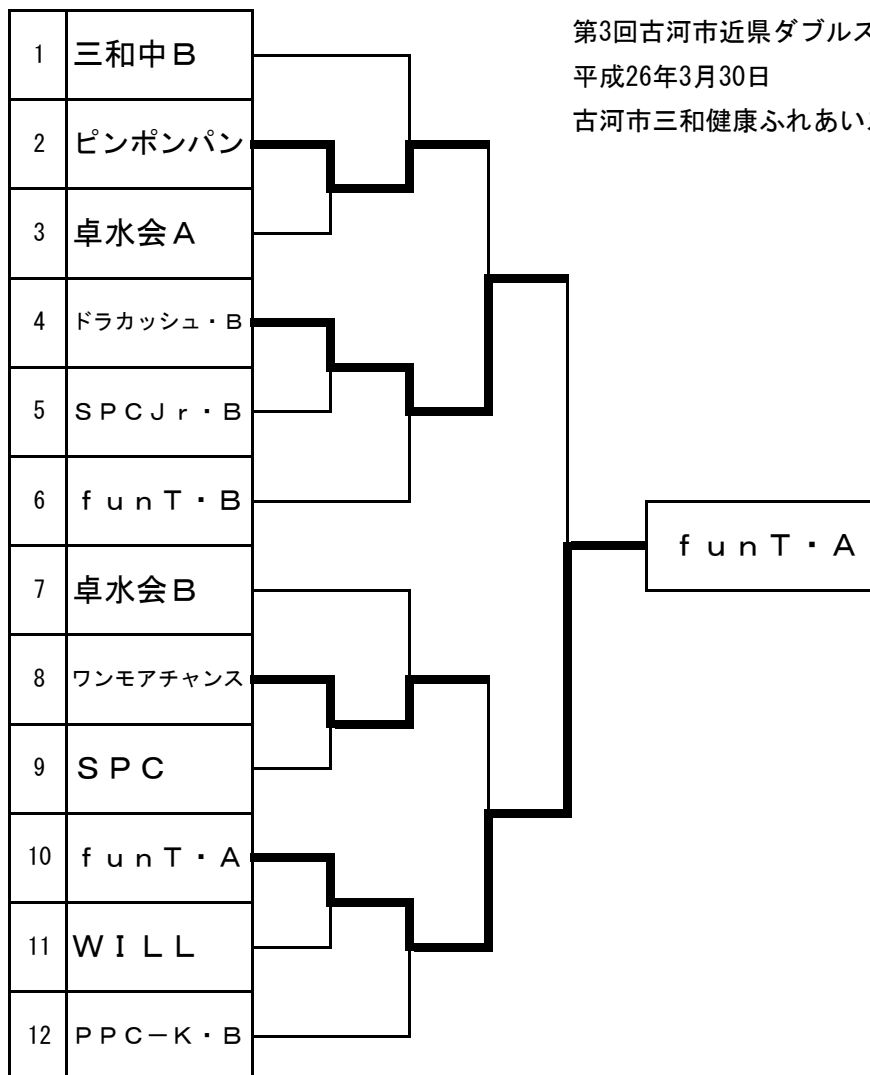 第3回古河市近県ダブルス
平成26年3月30日
古河市三和健康ふれあい
1 三和中B
2 ピンポンパン
3 卓水会A
4 ドラカッシュ・B
5 SPCJr・B
6 funT・B
7 卓水会B
8 ワンモアチャンス
9 SPC
10 funT・A
11 WILL
12 PPC－K・B
funT・A